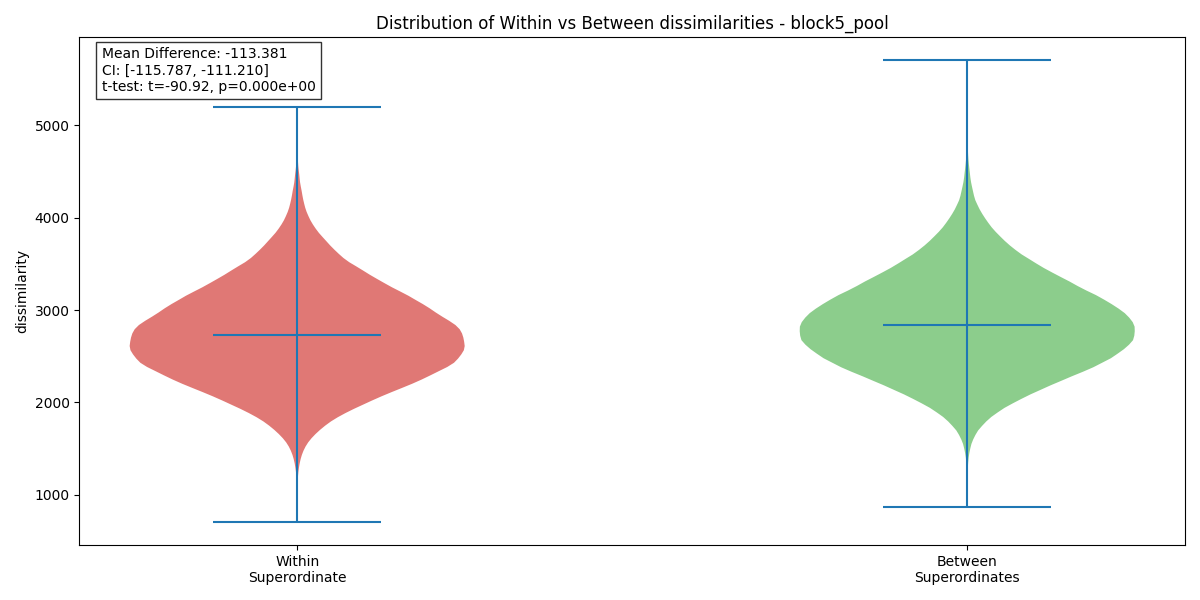 Distribution of Within vs Between dissimilarities - block5_pool
Mean Difference: -113.381
CI: [-115.787, -111.210]
t-test: t=-90.92, p=0.000e+00
dissimilarity
5000
4000
3000
2000
1000
Within
Superordinate
Between
Superordinates